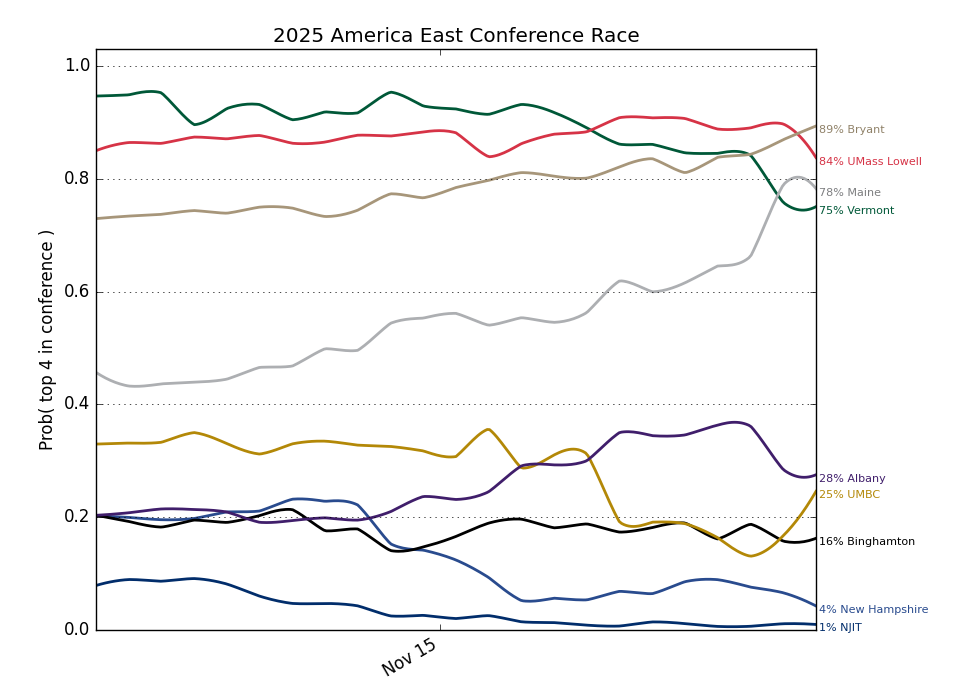 2025 America East Conference Race
Prob( top 4 in conference )
1.0
0.8
0.6
0.4
0.2
0.0
Nov 15
89% Bryant
84% UMass Lowell
78% Maine
75% Vermont
28% Albany
25% UMBC
16% Binghamton
4% New Hampshire
1% NJIT